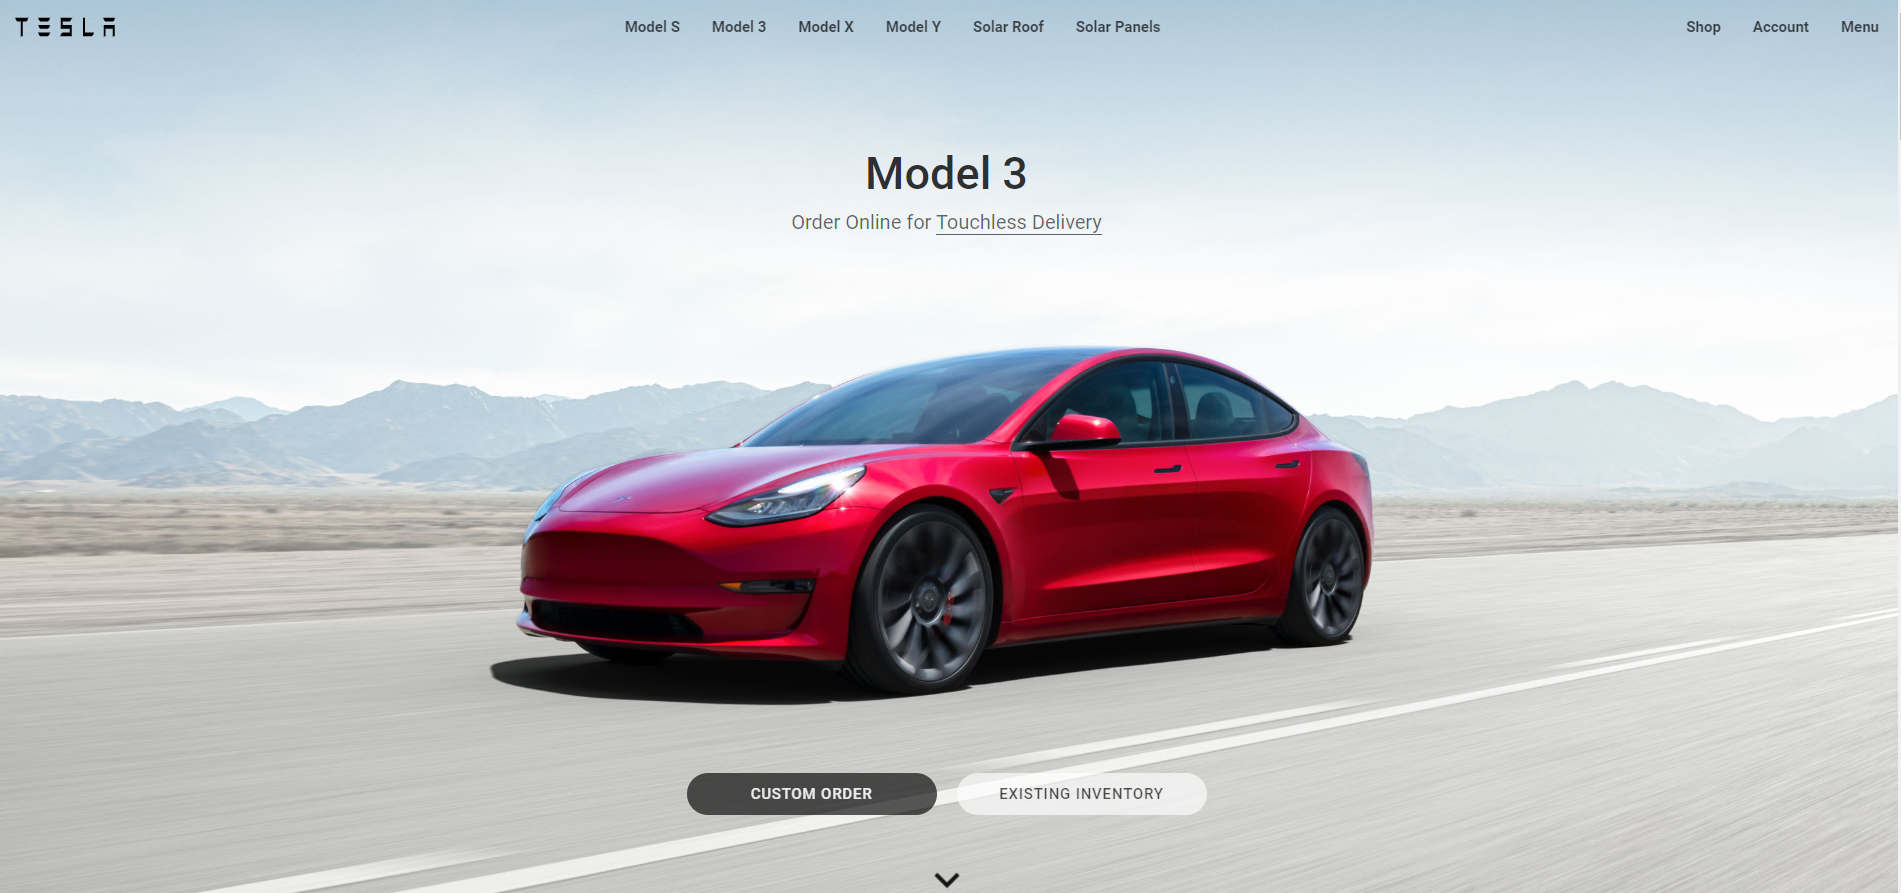 TESLA
Model S Model 3 Model X Model Y Solar Roof Solar Panels
Shop Account Menu
Model 3
Order Online for Touchless Delivery
CUSTOM ORDER
EXISTING INVENTORY